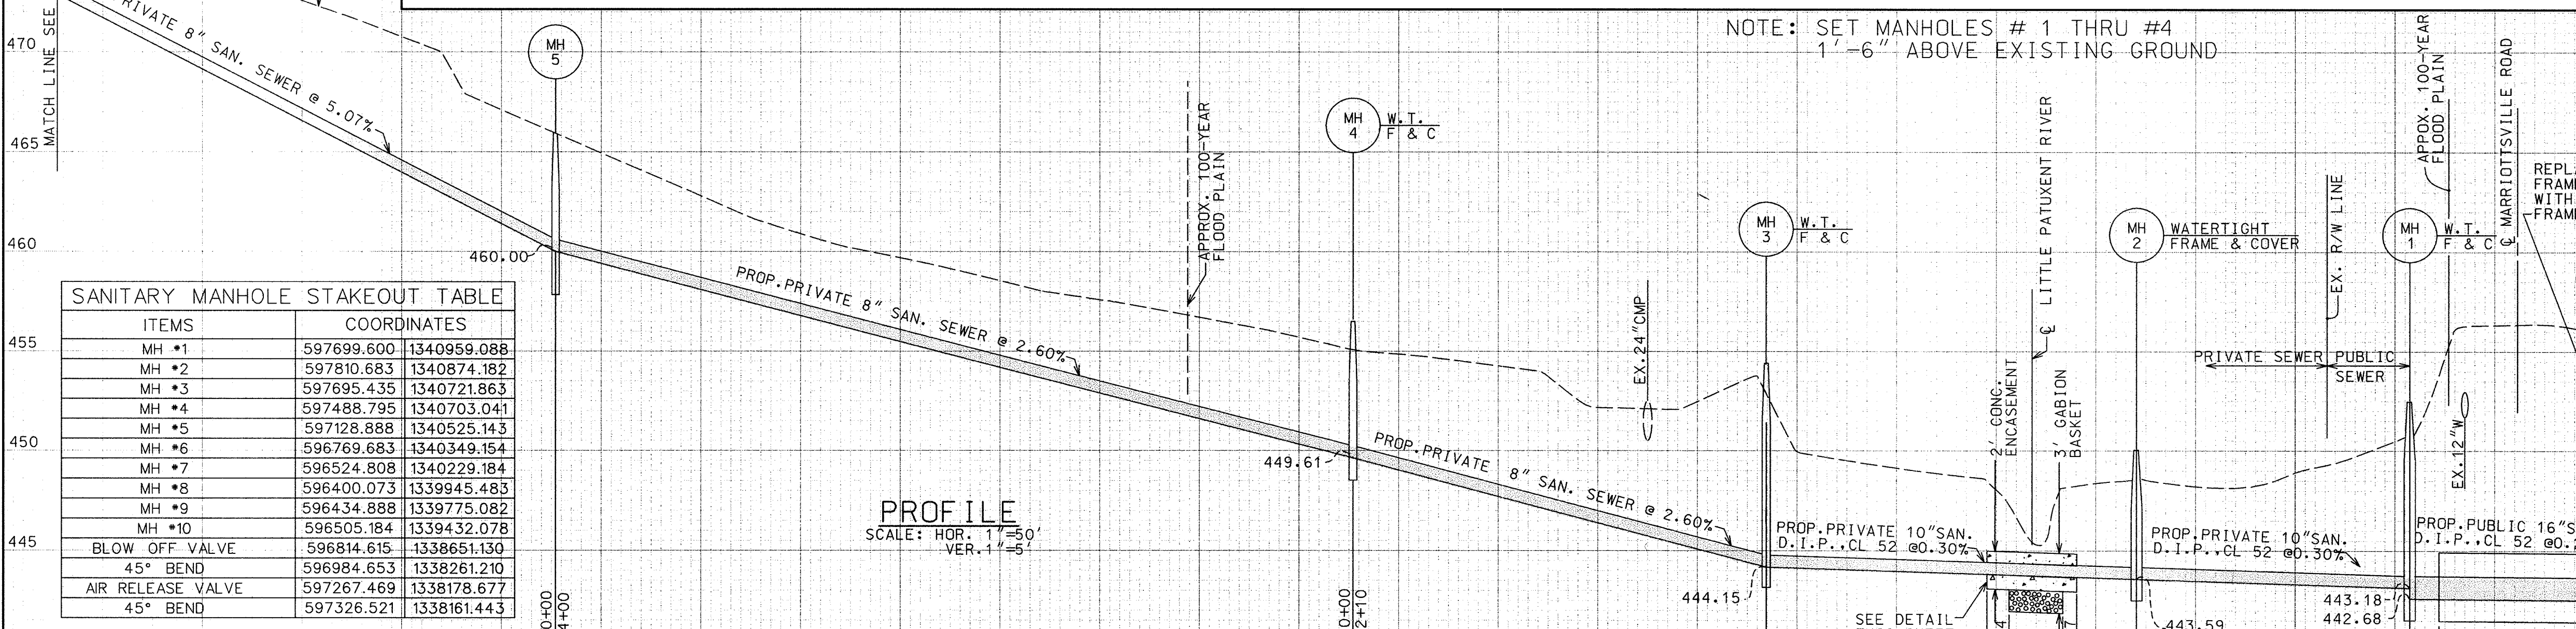 470
465
460
455
450
445
MATCH LINE SEE
PRIVATE 8" SAN. SEWER @ 5.07%
MH
5
460.00
NOTE: SET MANHOLES # 1 THRU #4
1'-6" ABOVE EXISTING GROUND
APPROX. 100-YEAR
FLOOD PLAIN
MH
4
W.T.
F & C
PROP.PRIVATE 8" SAN. SEWER @ 2.60%
449.61
PROP.PRIVATE 8" SAN. SEWER @ 2.60%
EX.24"CMP
MH
3
W.T.
F & C
444.15
℄ LITTLE PATUXENT RIVER
2' CONC.
ENCASEMENT
3' GABION
BASKET
PROP.PRIVATE 10"SAN.
D.I.P.,CL 52 @0.30%
SEE DETAIL
MH
2
WATERTIGHT
FRAME & COVER
443.59
PROP.PRIVATE 10"SAN.
D.I.P.,CL 52 @0.30%
EX. R/W LINE
PRIVATE SEWER
PUBLIC
SEWER
MH
1
W.T.
F & C
443.18
442.68
APPOX. 100-YEAR
FLOOD PLAIN
℄ MARRIOTTSVILLE ROAD
EX.12"W
PROP.PUBLIC 16"S
D.I.P.,CL 52 @0.
REPL
FRAM
WITH
FRAM
SANITARY MANHOLE STAKEOUT TABLE
ITEMS COORDINATES
MH #1 597699.600 1340959.088
MH #2 597810.683 1340874.182
MH #3 597695.435 1340721.863
MH #4 597488.795 1340703.041
MH #5 597128.888 1340525.143
MH #6 596769.683 1340349.154
MH #7 596524.808 1340229.184
MH #8 596400.073 1339945.483
MH #9 596434.888 1339775.082
MH #10 596505.184 1339432.078
BLOW OFF VALVE 596814.615 1338651.130
45° BEND 596984.653 1338261.210
AIR RELEASE VALVE 597267.469 1338178.677
45° BEND 597326.521 1338161.443
PROFILE
SCALE: HOR. 1"=50'
VER.1"=5'
0+00
4+00
0+00
2+10